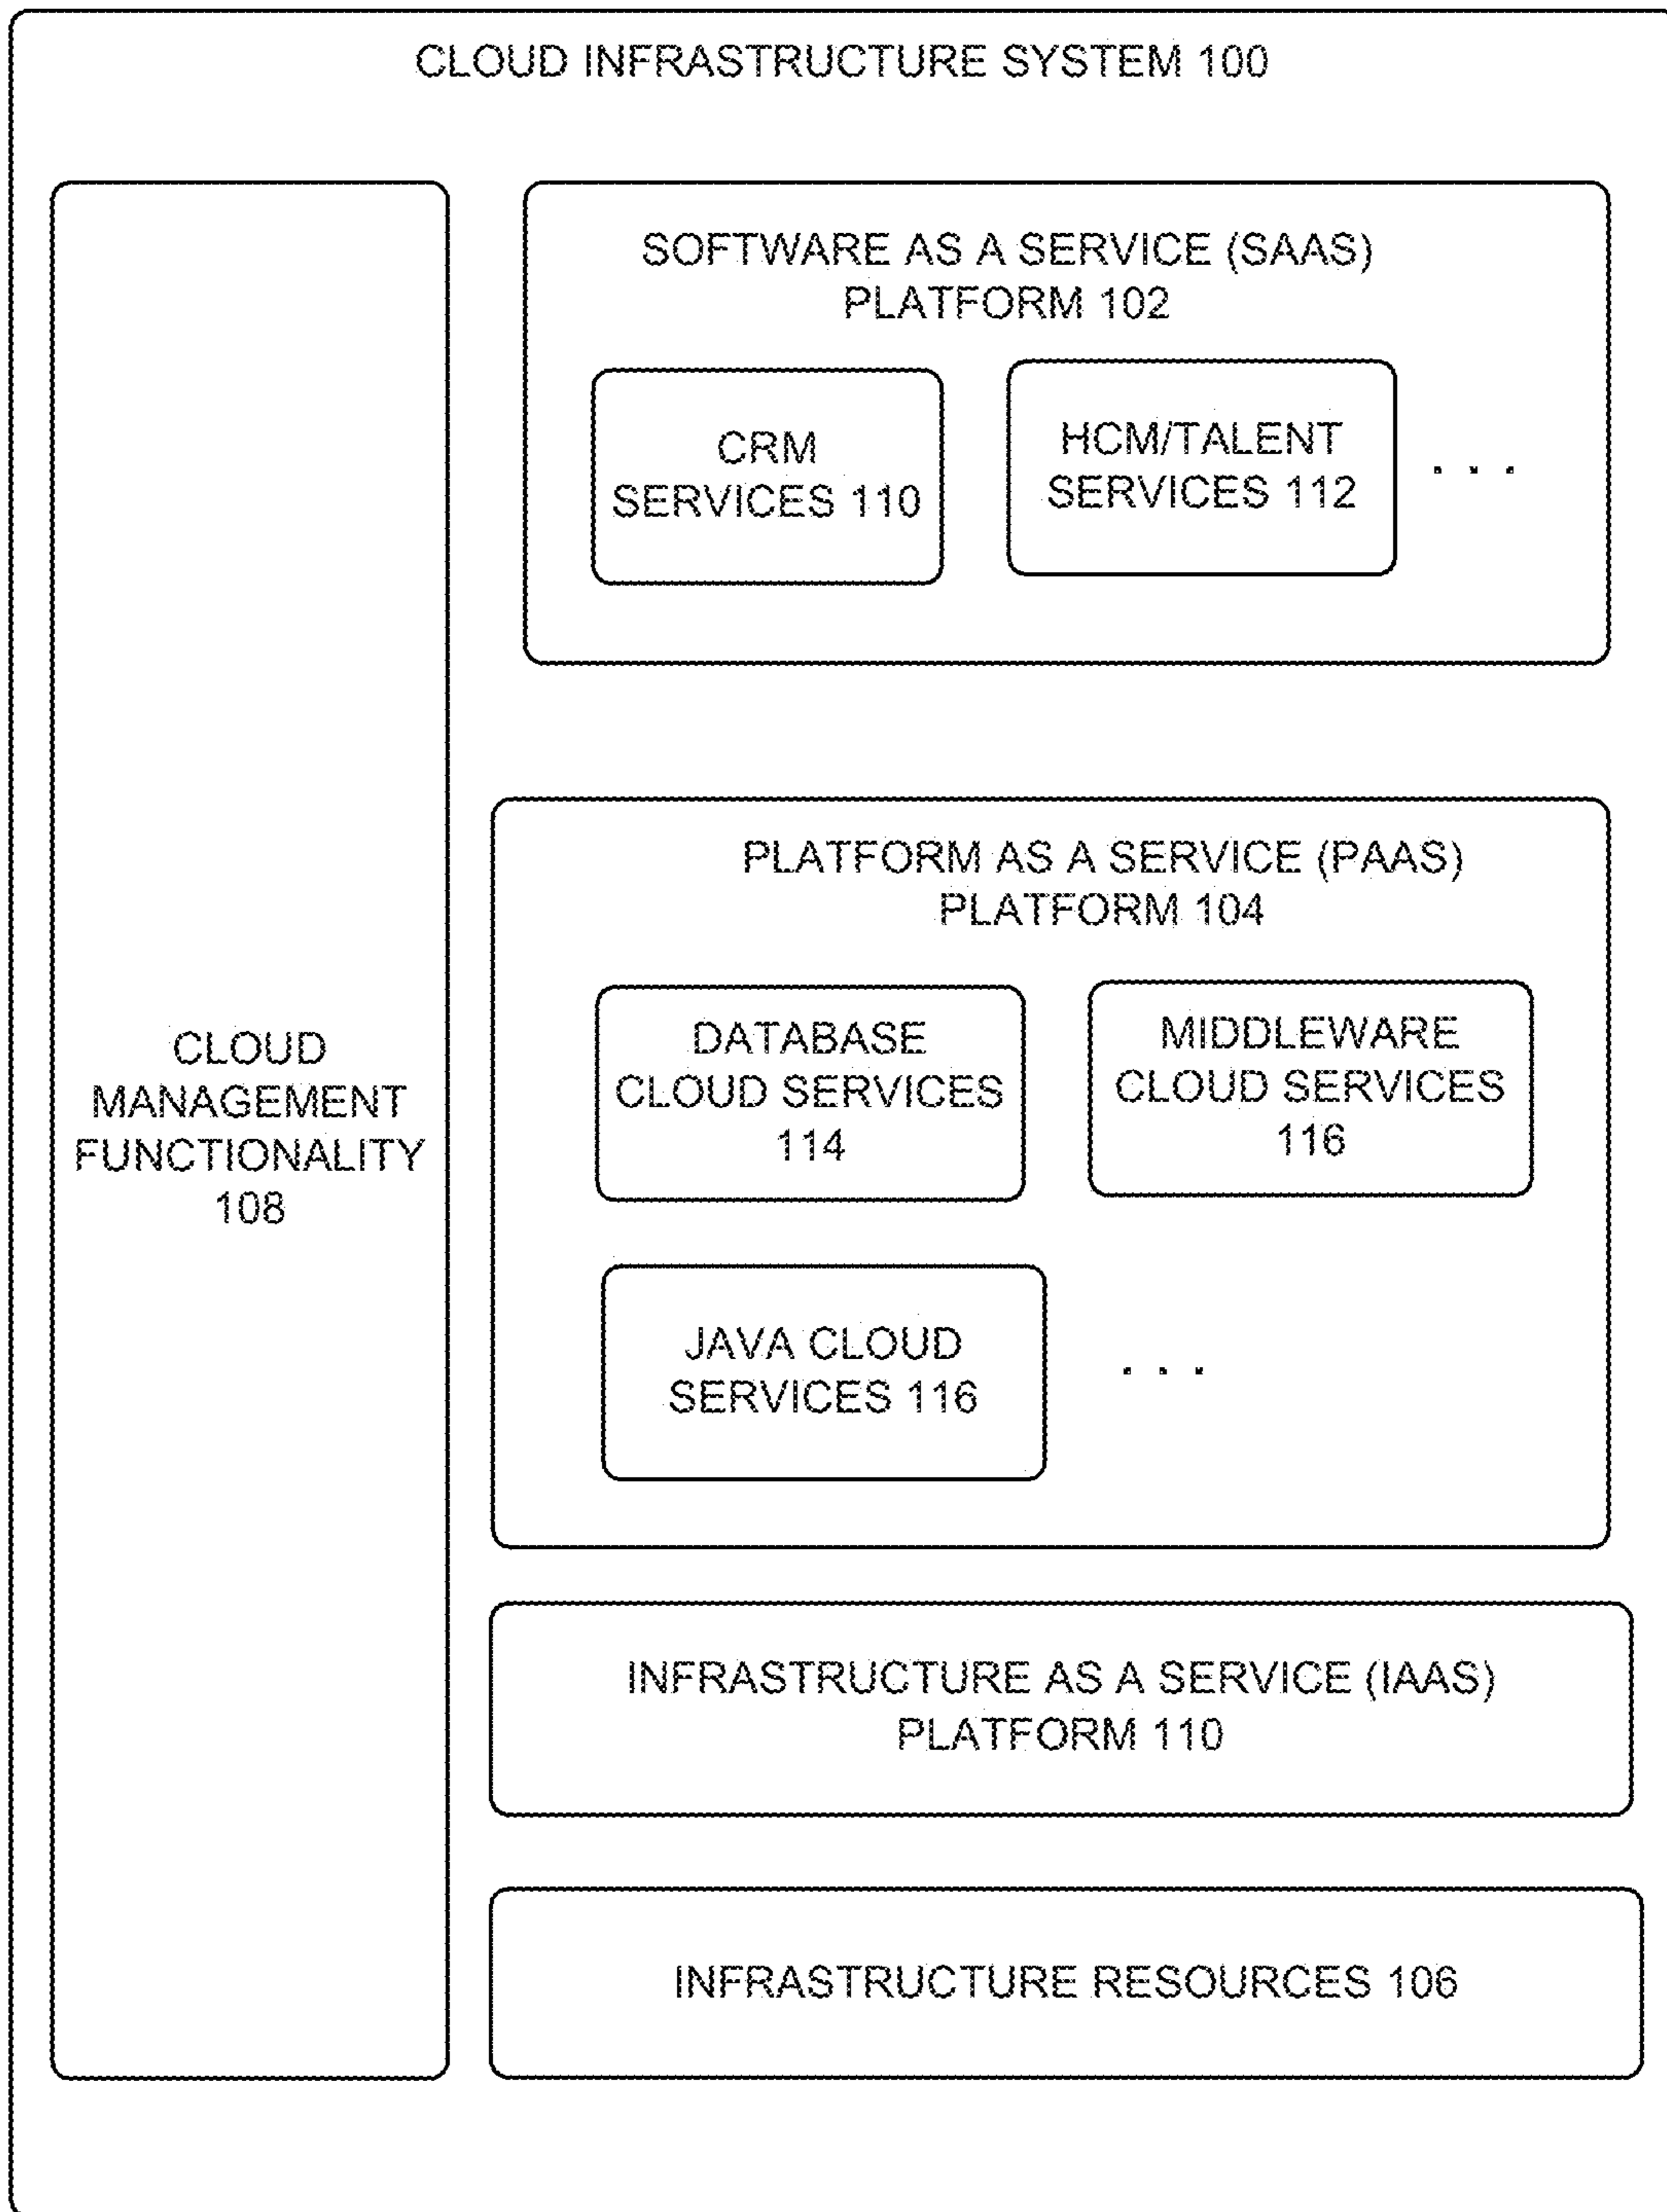 CLOUD INFRASTRUCTURE SYSTEM 100
SOFTWARE AS A SERVICE (SAAS)
PLATFORM 102
CRM
SERVICES 110
HCM/TALENT
SERVICES 112
. . .
PLATFORM AS A SERVICE (PAAS)
PLATFORM 104
DATABASE
CLOUD SERVICES
114
MIDDLEWARE
CLOUD SERVICES
116
JAVA CLOUD
SERVICES 116
. . .
CLOUD
MANAGEMENT
FUNCTIONALITY
108
INFRASTRUCTURE AS A SERVICE (IAAS)
PLATFORM 110
INFRASTRUCTURE RESOURCES 106